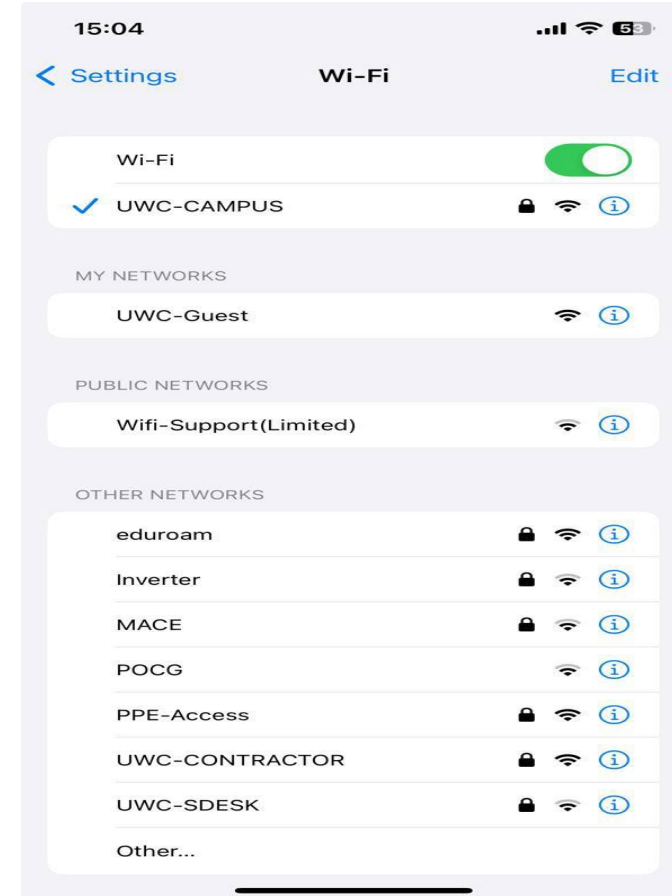 15:04 53
Settings Wi-Fi Edit
Wi-Fi
UWC-CAMPUS
MY NETWORKS
UWC-Guest
PUBLIC NETWORKS
Wifi-Support(Limited)
OTHER NETWORKS
eduroam
Inverter
MACE
POCG
PPE-Access
UWC-CONTRACTOR
UWC-SDESK
Other...